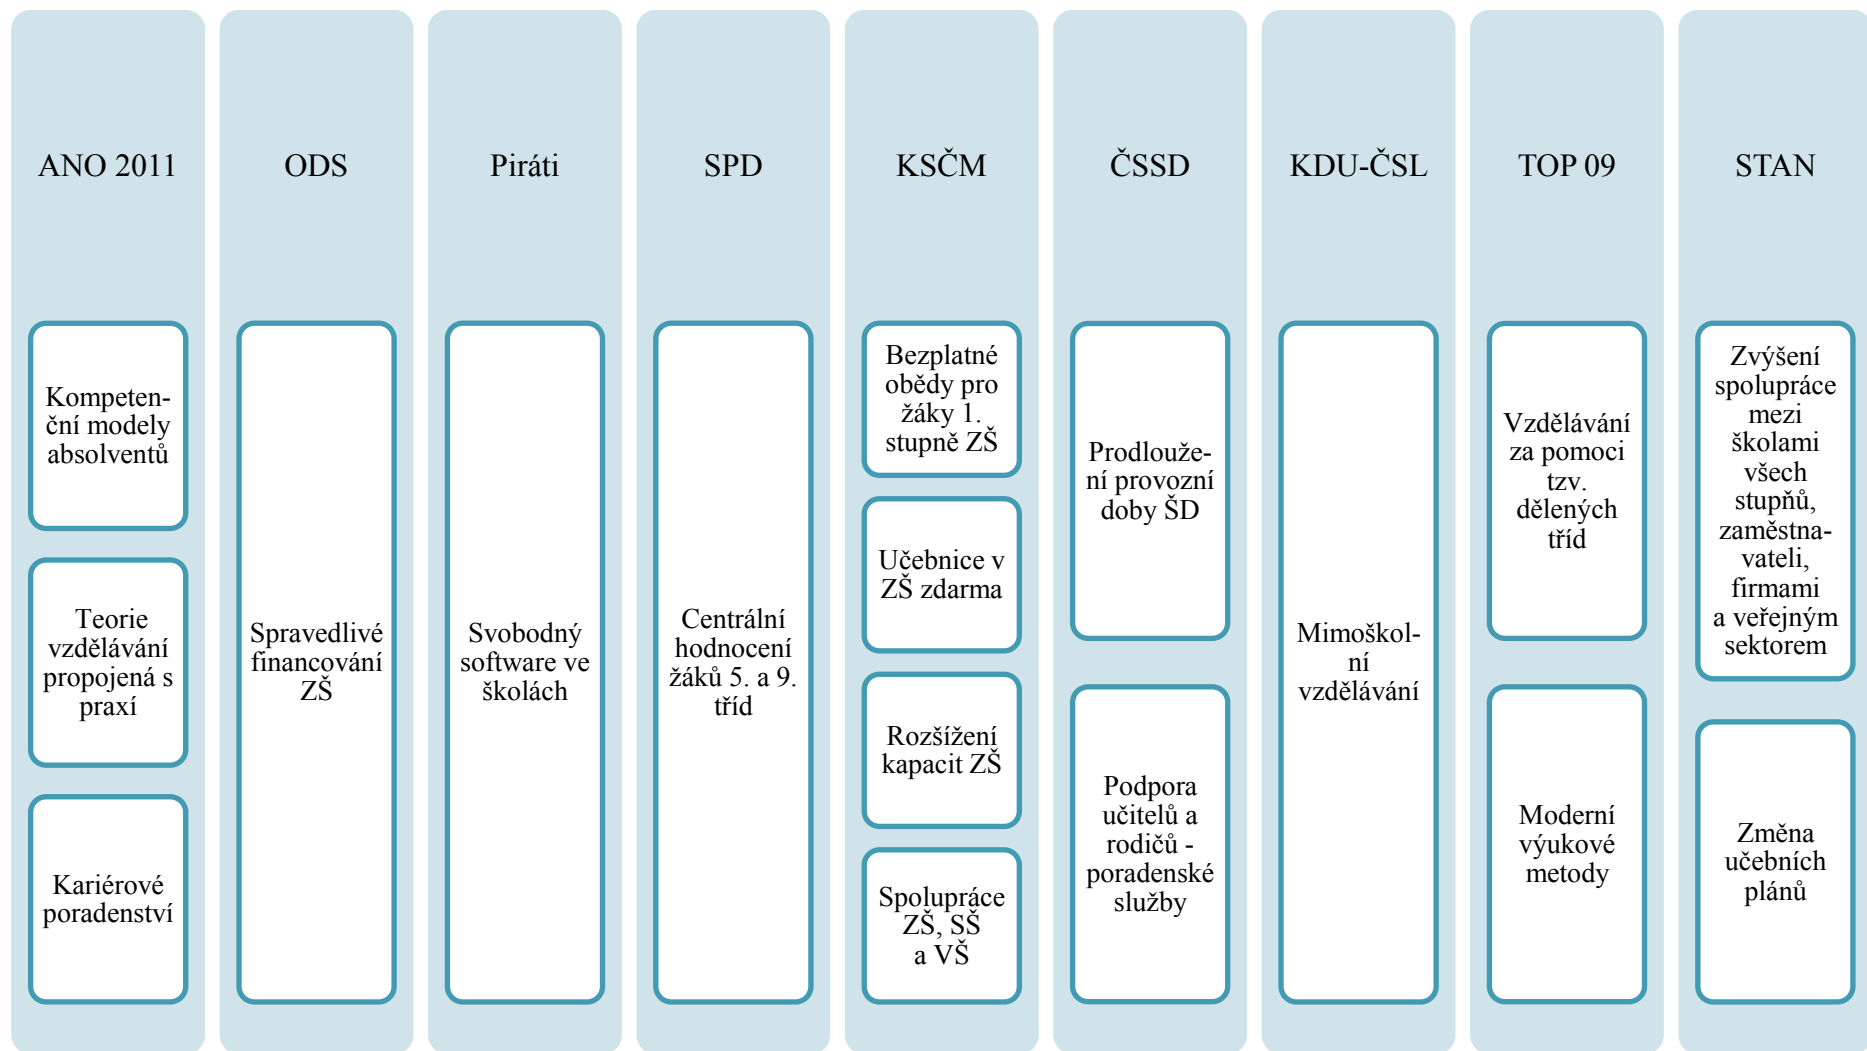 ANO 2011
Kompeten-
ční modely
absolventů
Teorie
vzdělávání
propojená s
praxí
Kariérové
poradenství
ODS
Spravedlivé
financování
ZŠ
Piráti
Svobodný
software ve
školách
SPD
Centrální
hodnocení
žáků 5. a 9.
tříd
KSČM
Bezplatné
obědy pro
žáky 1.
stupně ZŠ
Učebnice v
ZŠ zdarma
Rozšížení
kapacit ZŠ
Spolupráce
ZŠ, SŠ
a VŠ
ČSSD
Prodlouže-
ní provozní
doby ŠD
Podpora
učitelů a
rodičů -
poradenské
služby
KDU-ČSL
Mimoškol-
ní
vzdělávání
TOP 09
Vzdělávání
za pomoci
tzv.
dělených
tříd
Moderní
výukové
metody
STAN
Zvýšení
spolupráce
mezi
školami
všech
stupňů,
zaměstna-
vateli,
firmami
a veřejným
sektorem
Změna
učebních
plánů